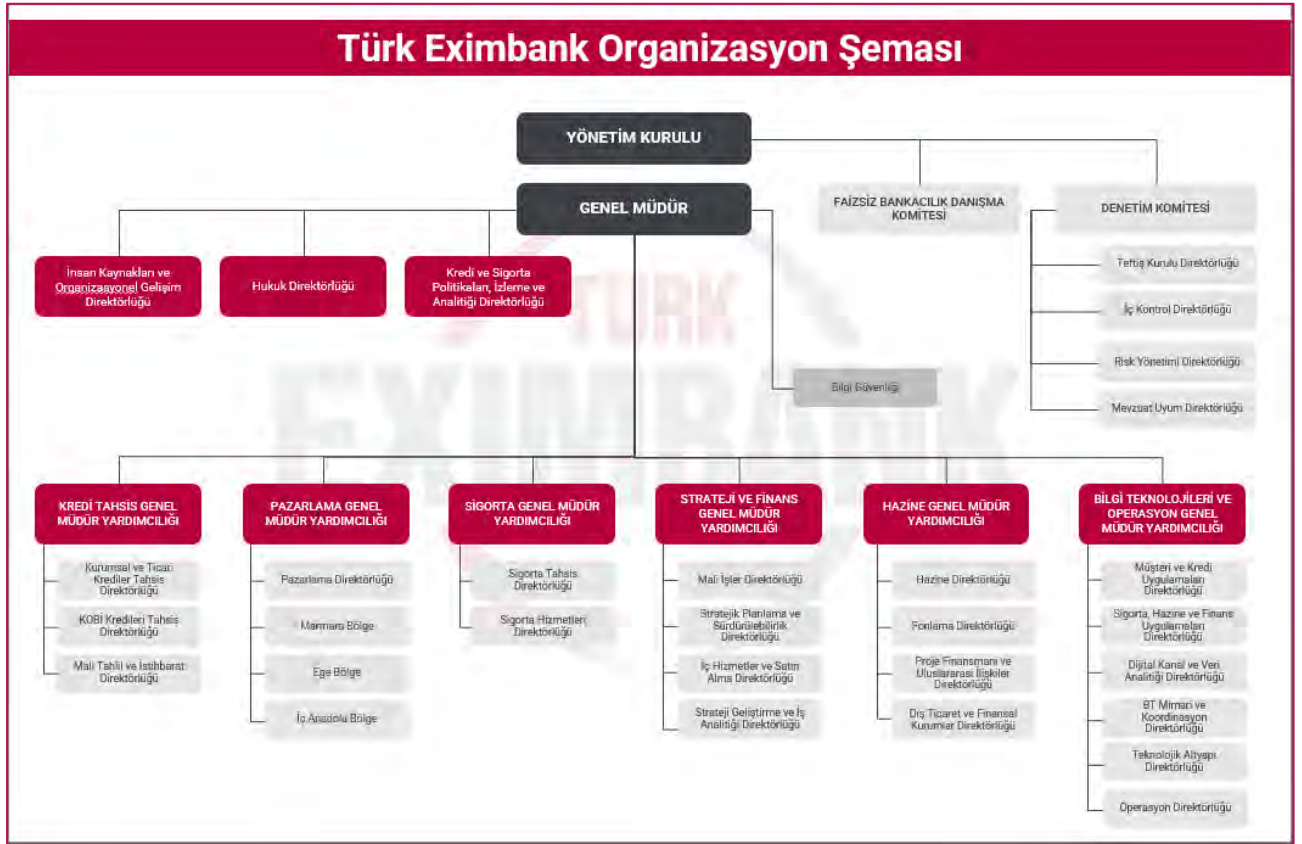 Türk Eximbank Organizasyon Şeması
YÖNETİM KURULU
GENEL MÜDÜR
FAİZSİZ BANKACILIK DANIŞMA
KOMİTESİ
DENETİM KOMİTESİ
Teftiş Kurulu Direktörlüğü
İç Kontrol Direktörlüğü
Risk Yönetimi Direktörlüğü
Mevzuat Uyum Direktörlüğü
İnsan Kaynakları ve
Organizasyonel Gelişim
Direktörlüğü
Hukuk Direktörlüğü
Kredi ve Sigorta
Politikaları, İzleme ve
Analitiği Direktörlüğü
Bilgi Güvenliği
TÜRK
EXIMBANK
KREDİ TAHSİS GENEL
MÜDÜR YARDIMCILIĞI
Kurumsal ve Ticari
Krediler Tahsis
Direktörlüğü
KOBİ Kredileri Tahsis
Direktörlüğü
Mali Tahlil ve İstihbarat
Direktörlüğü
PAZARLAMA GENEL
MÜDÜR YARDIMCILIĞI
Pazarlama Direktörlüğü
Marmara Bölge
Ege Bölge
İç Anadolu Bölge
SİGORTA GENEL MÜDÜR
YARDIMCILIĞI
Sigorta Tahsis
Direktörlüğü
Sigorta Hizmetleri
Direktörlüğü
STRATEJİ VE FİNANS
GENEL MÜDÜR
YARDIMCILIĞI
Mali İşler Direktörlüğü
Stratejik Planlama ve
Sürdürülebilirlik
Direktörlüğü
İç Hizmetler ve Satın
Alma Direktörlüğü
Strateji Geliştirme ve İş
Analitiği Direktörlüğü
HAZİNE GENEL MÜDÜR
YARDIMCILIĞI
Hazine Direktörlüğü
Fonlama Direktörlüğü
Proje Finansmanı ve
Uluslararası İlişkiler
Direktörlüğü
Dış Ticaret ve Finansal
Kurumlar Direktörlüğü
BİLGİ TEKNOLOJİLERİ VE
OPERASYON GENEL
MÜDÜR YARDIMCILIĞI
Müşteri ve Kredi
Uygulamaları
Direktörlüğü
Sigorta, Hazine ve Finans
Uygulamaları
Direktörlüğü
Dijital Kanal ve Veri
Analitiği Direktörlüğü
BT Mimari ve
Koordinasyon
Direktörlüğü
Teknolojik Altyapı
Direktörlüğü
Operasyon Direktörlüğü